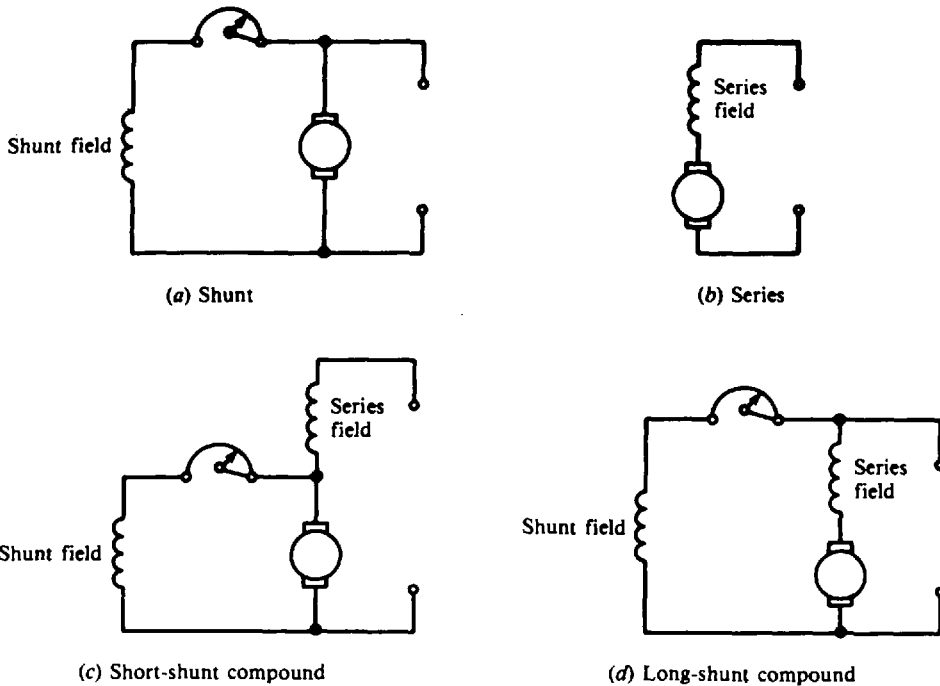 Shunt field
Series
field
(a) Shunt
(b) Series
Series
field
Shunt field
(c) Short-shunt compound
Series
field
Shunt field
(d) Long-shunt compound